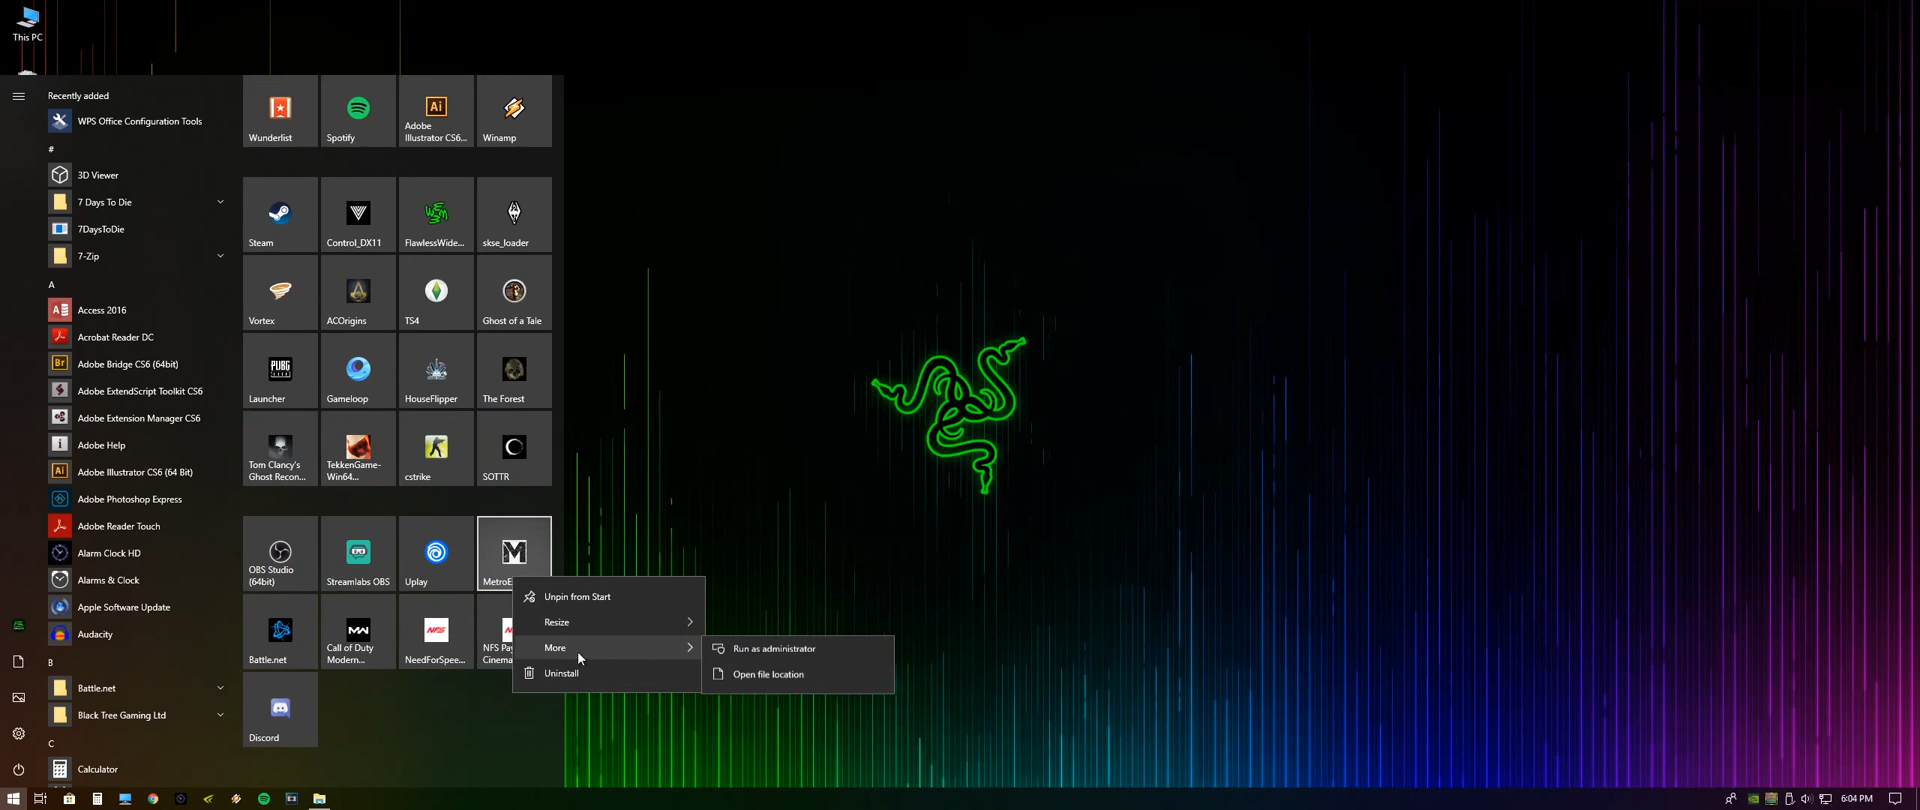 This PC
Recently added
WPS Office Configuration Tools
#
3D Viewer
7 Days To Die
7DaysToDie
7-Zip
A
Access 2016
Acrobat Reader DC
Adobe Bridge CS6 (64bit)
Adobe ExtendScript Toolkit CS6
Adobe Extension Manager CS6
Adobe Help
Adobe Illustrator CS6 (64 Bit)
Adobe Photoshop Express
Adobe Reader Touch
Alarm Clock HD
Alarms & Clock
Apple Software Update
Audacity
B
Battle.net
Black Tree Gaming Ltd
C
Calculator
Wunderlist
Spotify
Adobe
Illustrator CS6...
Winamp
Steam
Control_DX11
FlawlessWide...
skse_loader
Vortex
ACOrigins
TS4
Ghost of a Tale
Launcher
Gameloop
HouseFlipper
The Forest
Tom Clancy's
Ghost Recon...
TekkenGame-
Win64...
cstrike
SOTTR
OBS Studio
(64bit)
Streamlabs OBS
Uplay
MetroE
Battle.net
Call of Duty
Modern...
NeedForSpee...
NFS Pay
Cinema
Discord
Unpin from Start
Resize
More
Uninstall
Run as administrator
Open file location
6:04 PM